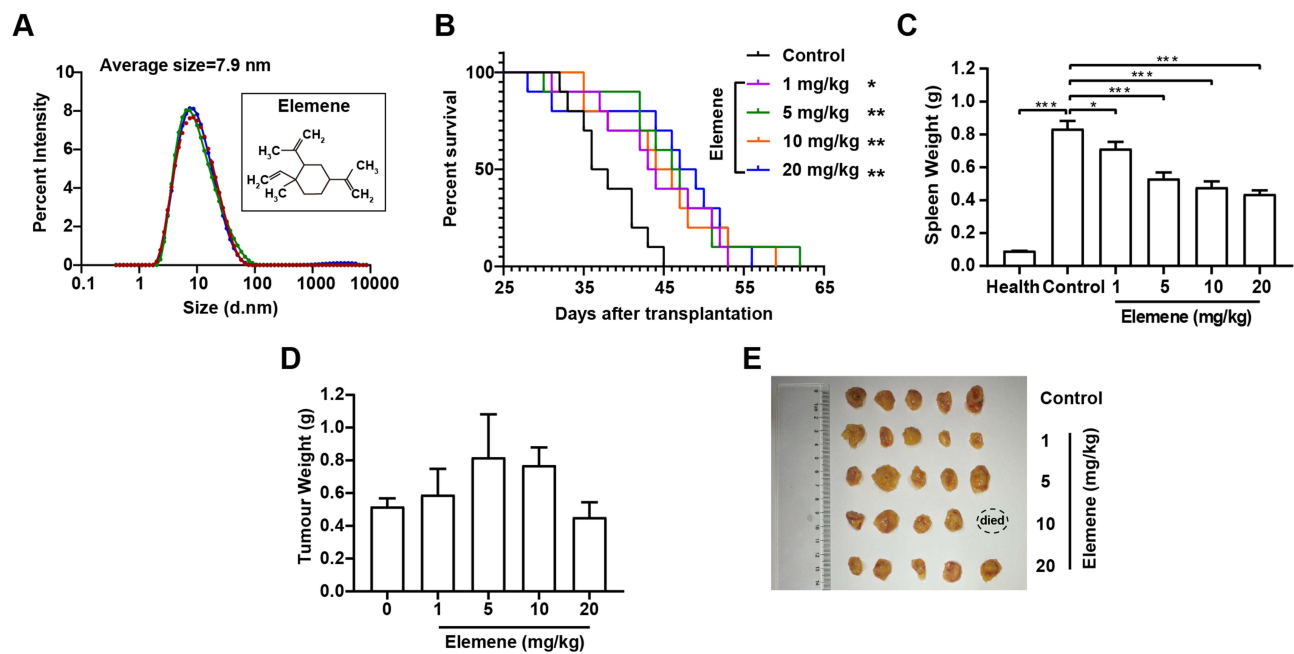 A
Average size=7.9 nm
Percent Intensity
10
8
6
4
2
0
0.1
1
10
100
1000
10000
Size (d.nm)
Elemene
CH2
H3C
CH3
H2C
H3C
CH2
B
Percent survival
100
50
0
25
35
45
55
65
Days after transplantation
Control
Elemene
1 mg/kg *
5 mg/kg **
10 mg/kg **
20 mg/kg **
C
Spleen Weight (g)
1.2
1.0
0.8
0.6
0.4
0.2
0.0
***
***
***
*** *
Health Control 1 5 10 20
Elemene (mg/kg)
D
Tumour Weight (g)
1.2
1.0
0.8
0.6
0.4
0.2
0.0
0 1 5 10 20
Elemene (mg/kg)
E
Control
1
5
10
20
died
Elemene (mg/kg)